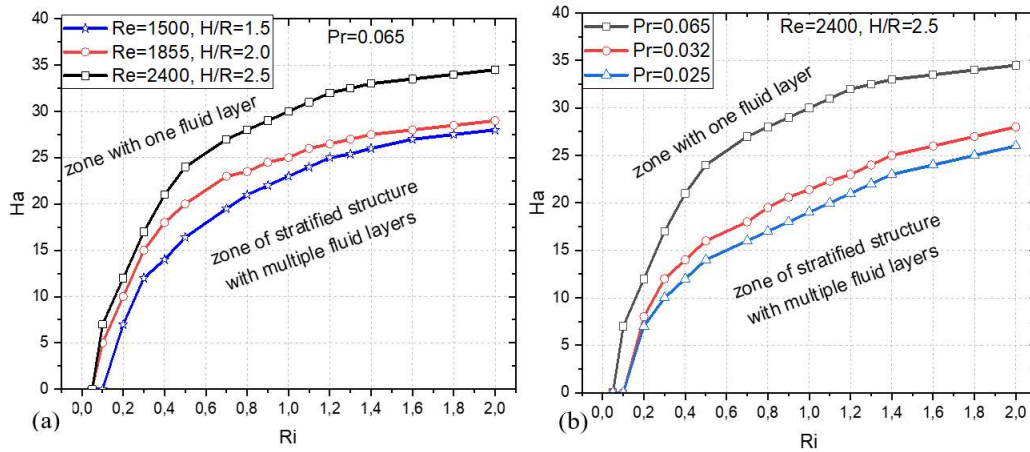 Re=1500, H/R=1.5
Re=1855, H/R=2.0
Re=2400, H/R=2.5
Pr=0.065
zone with one fluid layer
zone of stratified structure
with multiple fluid layers
Ha
40
35
30
25
20
15
10
5
0
0,0 0,2 0,4 0,6 0,8 1,0 1,2 1,4 1,6 1,8 2,0
Ri
(a)
Pr=0.065
Pr=0.032
Pr=0.025
Re=2400, H/R=2.5
zone with one fluid layer
zone of stratified structure
with multiple fluid layers
Ha
40
35
30
25
20
15
10
5
0
0,0 0,2 0,4 0,6 0,8 1,0 1,2 1,4 1,6 1,8 2,0
Ri
(b)